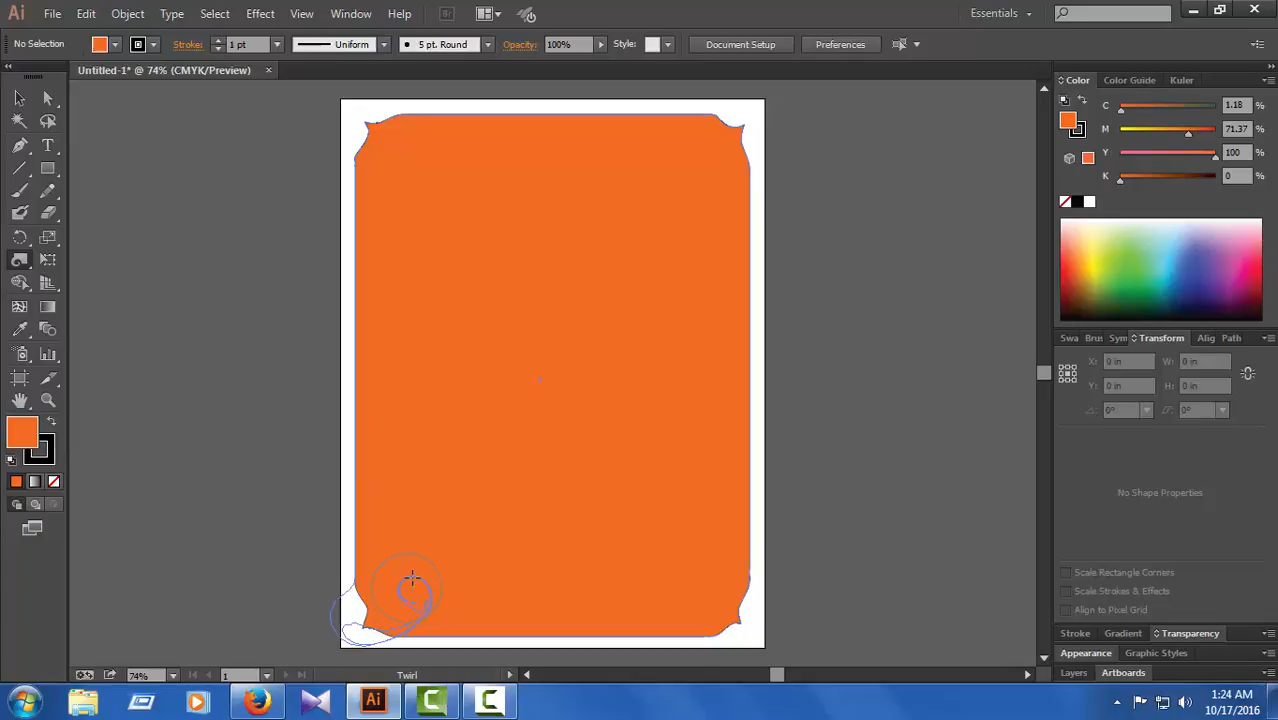 Ai File Edit Object Type Select Effect View Window Help Br Essentials
No Selection Stroke: 1 pt Uniform 5 pt. Round Opacity: 100% Style: Document Setup Preferences
Untitled-1* @ 74% (CMYK/Preview) ×
Color Color Guide Kuler
C 1.18 %
M 71.37 %
Y 100 %
K 0 %
Swa Brus Sym Transform Alig Path
X: 0 in W: 0 in
Y: 0 in H: 0 in
0° 0°
No Shape Properties
Scale Rectangle Corners
Scale Strokes & Effects
Align to Pixel Grid
Stroke Gradient Transparency
Appearance Graphic Styles
Layers Artboards
74% 1 Twirl
Ai C C
1:24 AM
10/17/2016